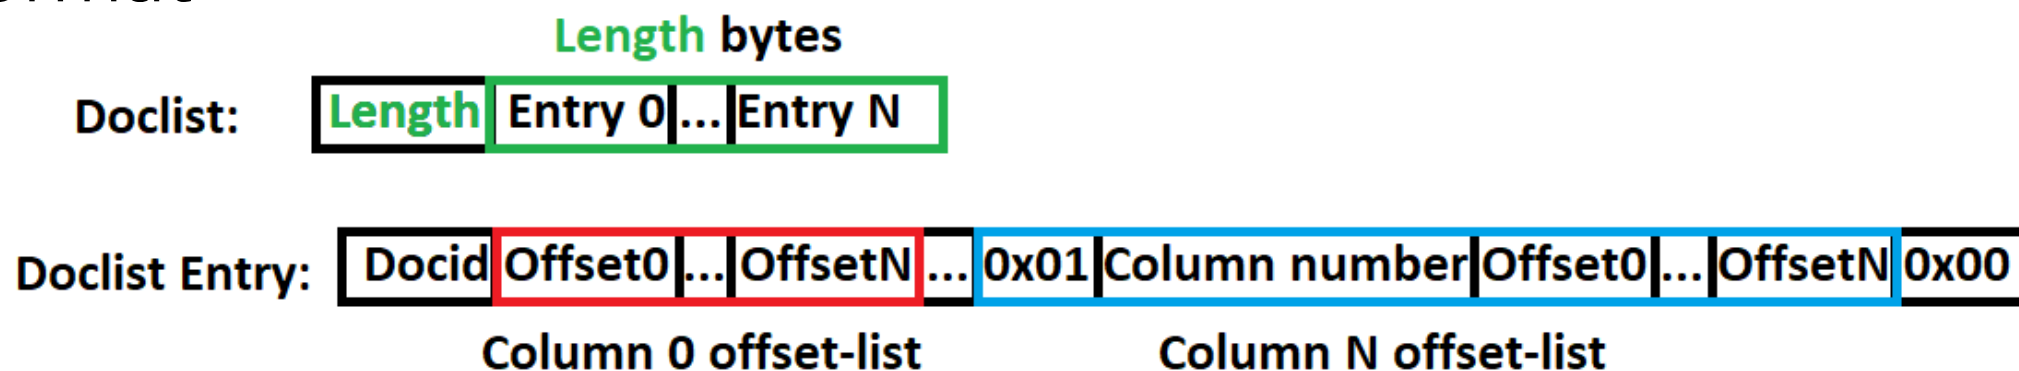 Length bytes
Doclist: Length Entry 0 ... Entry N
Doclist Entry: Docid Offset0 ... OffsetN ... 0x01 Column number Offset0 ... OffsetN 0x00
Column 0 offset-list Column N offset-list